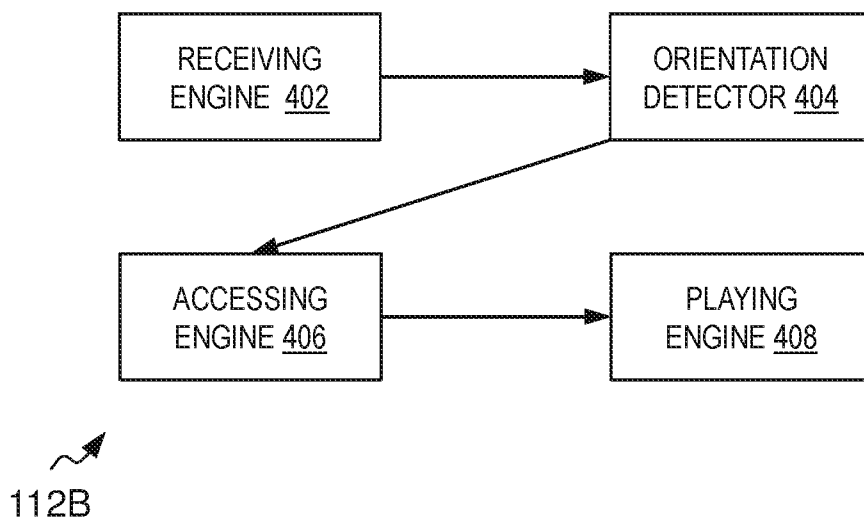 RECEIVING
ENGINE 402
ORIENTATION
DETECTOR 404
ACCESSING
ENGINE 406
PLAYING
ENGINE 408
112B